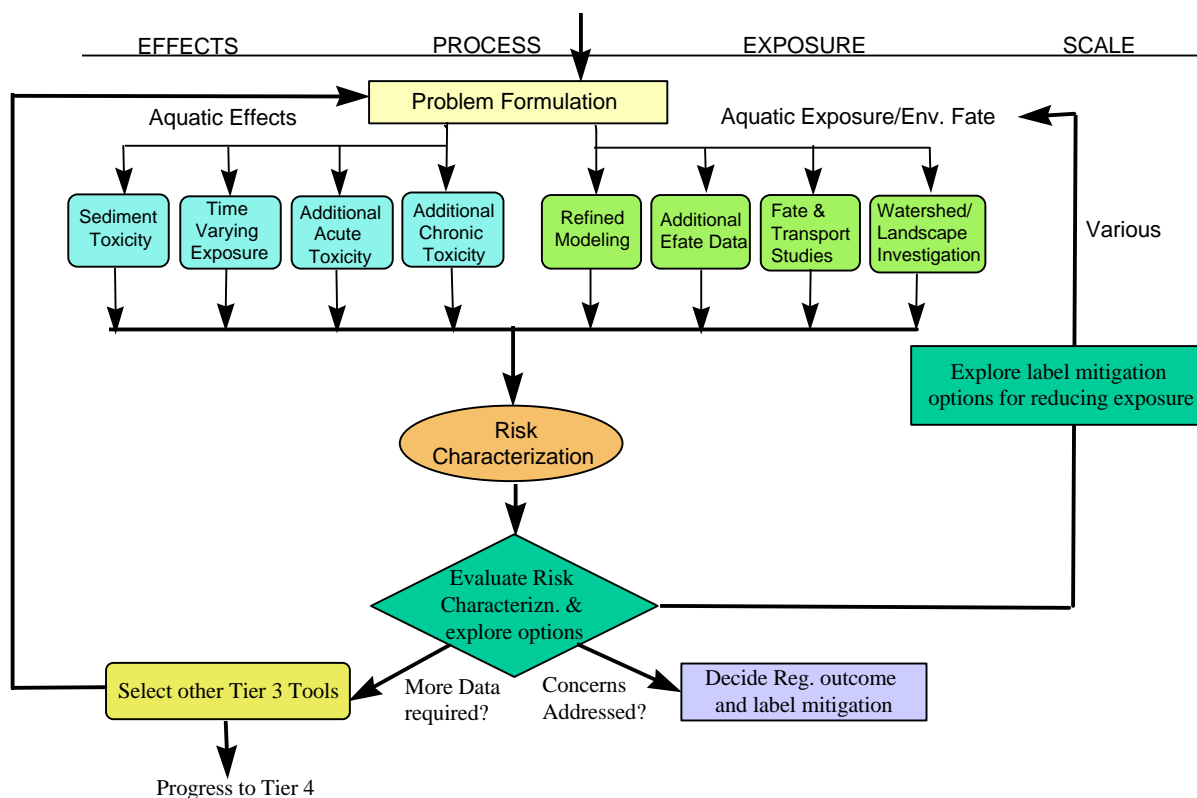 EFFECTS PROCESS EXPOSURE SCALE
Problem Formulation
Aquatic Effects
Aquatic Exposure/Env. Fate
Sediment
Toxicity
Time
Varying
Exposure
Additional
Acute
Toxicity
Additional
Chronic
Toxicity
Refined
Modeling
Additional
Efate Data
Fate &
Transport
Studies
Watershed/
Landscape
Investigation
Various
Explore label mitigation
options for reducing exposure
Risk
Characterization
Evaluate Risk
Characterizn. &
explore options
Select other Tier 3 Tools
More Data
required?
Concerns
Addressed?
Decide Reg. outcome
and label mitigation
Progress to Tier 4